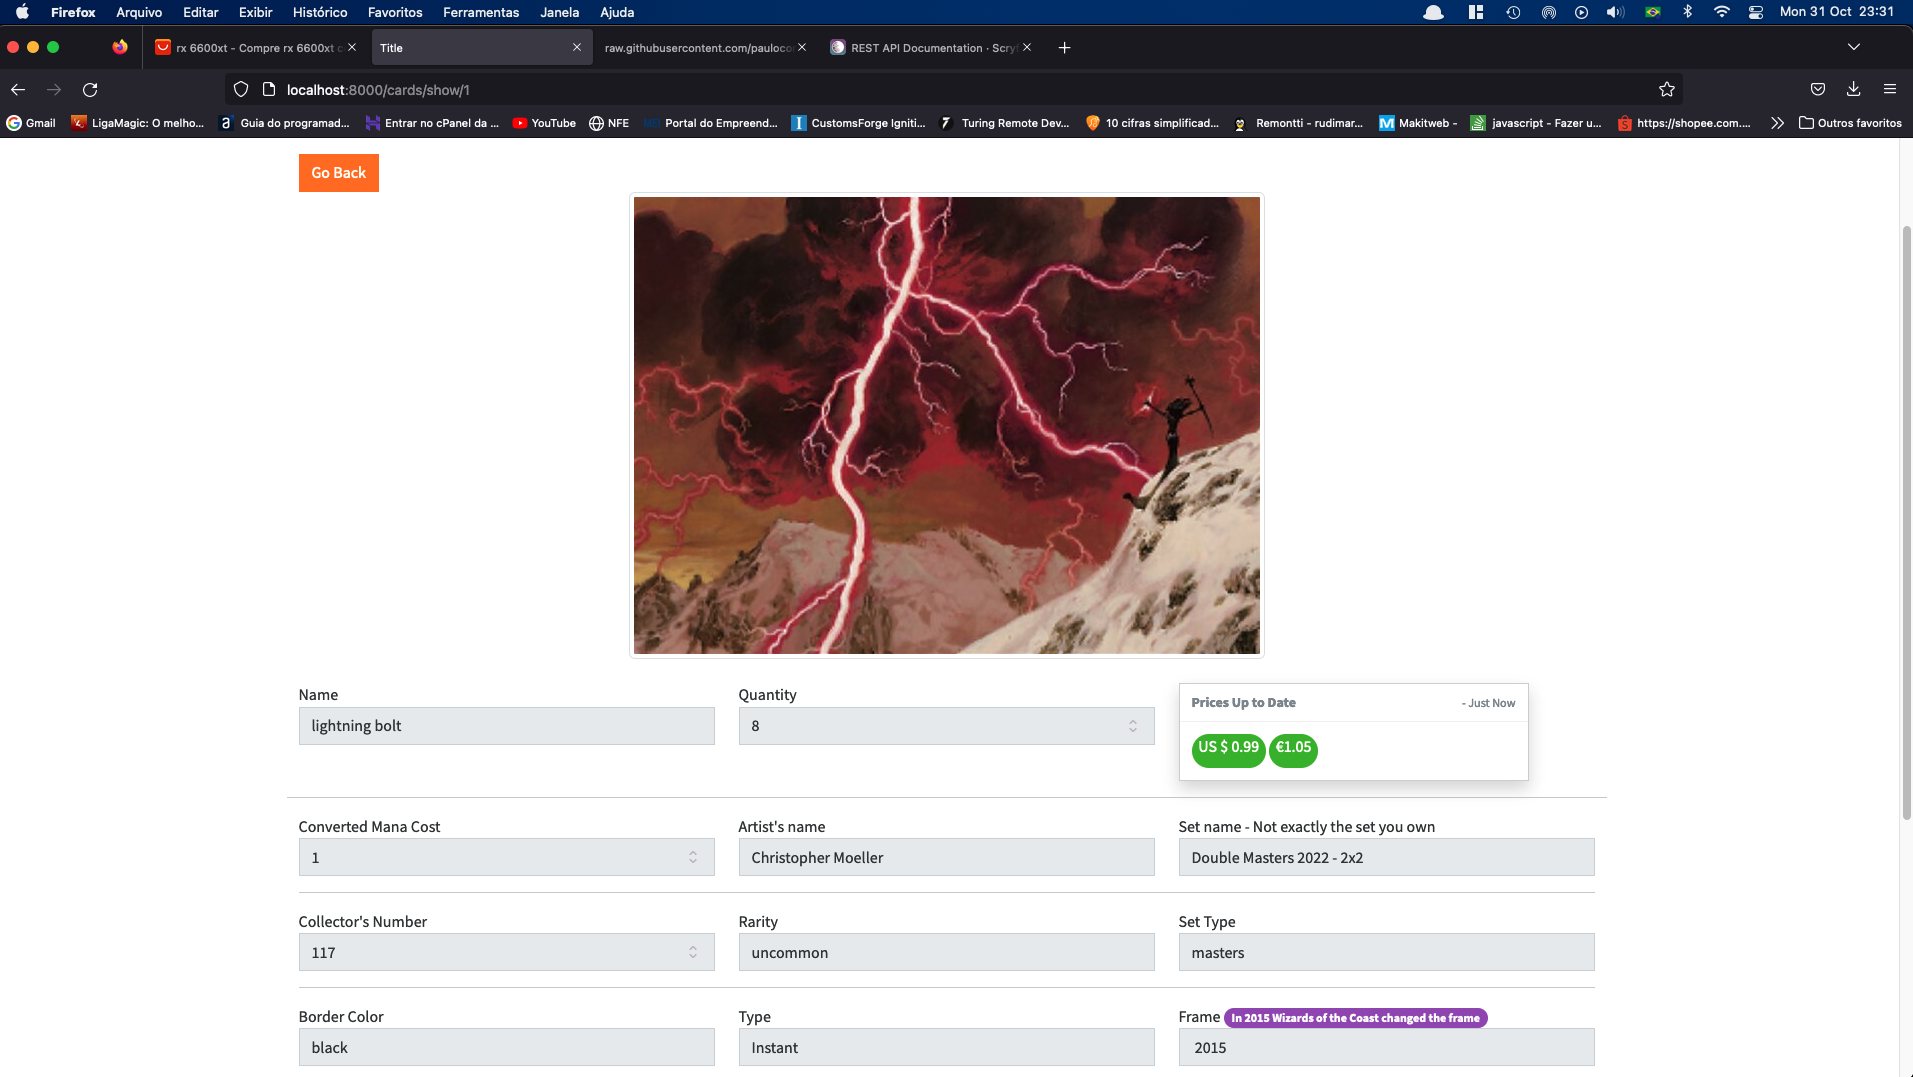 Firefox Arquivo Editar Exibir Histórico Favoritos Ferramentas Janela Ajuda Mon 31 Oct 23:31
rx 6600xt - Compre rx 6600xt c Title raw.githubusercontent.com/pauloco REST API Documentation · Scryf
localhost:8000/cards/show/1
Gmail LigaMagic: O melho... Guia do programad... Entrar no cPanel da ... YouTube NFE Portal do Empreend... CustomsForge Igniti... Turing Remote Dev... 10 cifras simplificad... Remontti - rudimar... Makitweb - javascript - Fazer u... https://shopee.com.... Outros favoritos
Go Back
Name Quantity Prices Up to Date - Just Now
lightning bolt 8 US $ 0.99 €1.05
Converted Mana Cost Artist's name Set name - Not exactly the set you own
1 Christopher Moeller Double Masters 2022 - 2x2
Collector's Number Rarity Set Type
117 uncommon masters
Border Color Type Frame In 2015 Wizards of the Coast changed the frame
black Instant 2015